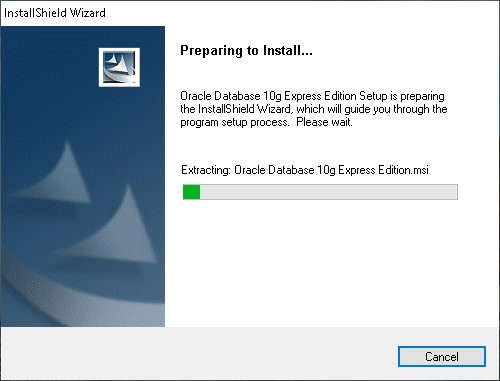 InstallShield Wizard
Preparing to Install...
Oracle Database 10g Express Edition Setup is preparing
the InstallShield Wizard, which will guide you through the
program setup process. Please wait.
Extracting: Oracle Database 10g Express Edition.msi
Cancel